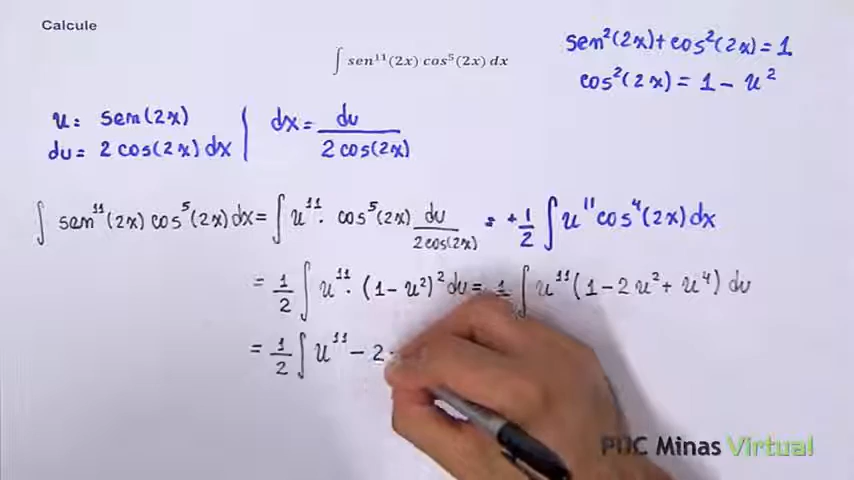 Calcule
∫ sen¹¹(2x) cos⁵(2x) dx
sen²(2x)+cos²(2x)=1
cos²(2x) = 1 - u²
u = sen(2x) | dx = du / 2 cos(2x)
du = 2 cos(2x) dx
∫ sen¹¹(2x) cos⁵(2x) dx = ∫ u¹¹ · cos⁵(2x) du / 2cos(2x) = +1/2 ∫ u¹¹ cos⁴(2x) dx
= 1/2 ∫ u¹¹ · (1 - u²)² du = 1 ∫ u¹¹ (1 - 2u² + u⁴) du
= 1/2 ∫ u¹¹ - 2
PUC Minas Virtual